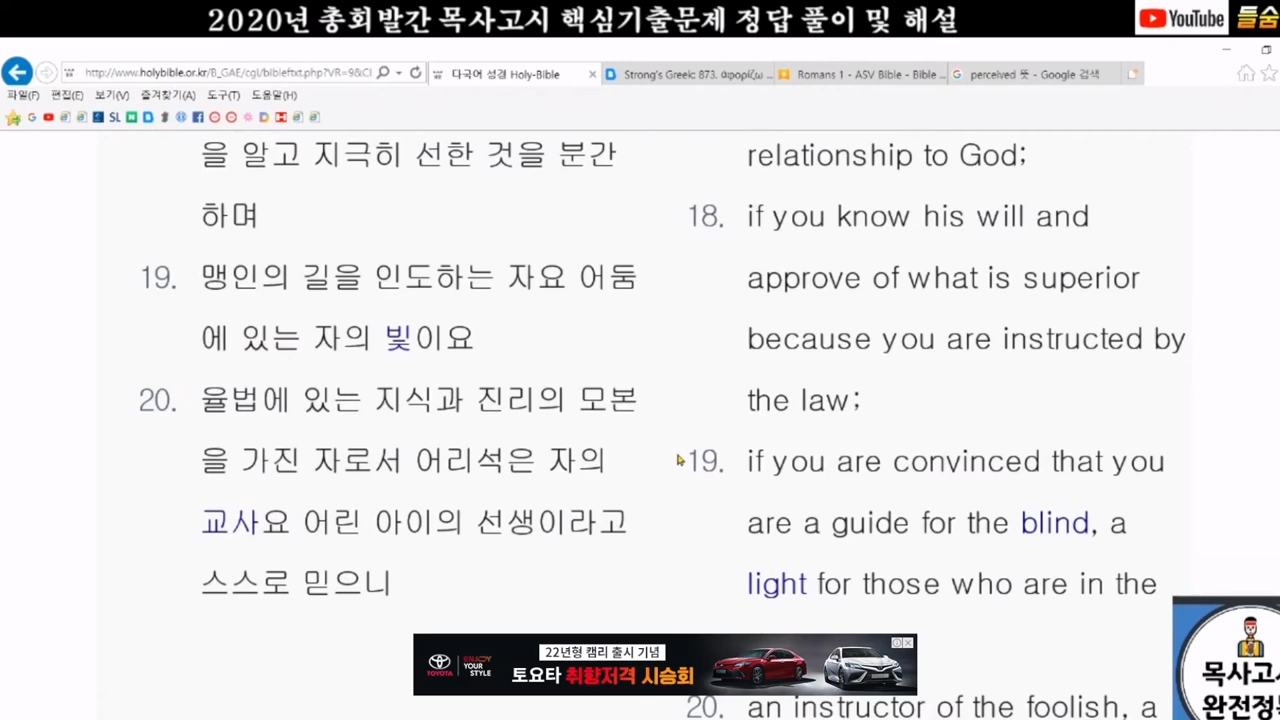 2020년 총회발간 목사고시 핵심기출문제 정답 풀이 및 해설
YouTube 들숨
http://www.holybible.or.kr/B_GAE/cgi/bibleftxt.php?VR=9&CI
다국어 성경 Holy-Bible
Strong's Greek: 873. ἀφορίζω ...
Romans 1 - ASV Bible - Bible ...
perceived 뜻 - Google 검색
파일(F) 편집(E) 보기(V) 즐겨찾기(A) 도구(T) 도움말(H)
을 알고 지극히 선한 것을 분간
하며
19. 맹인의 길을 인도하는 자요 어둠
에 있는 자의 빛이요
20. 율법에 있는 지식과 진리의 모본
을 가진 자로서 어리석은 자의
교사요 어린 아이의 선생이라고
스스로 믿으니
relationship to God;
18. if you know his will and
approve of what is superior
because you are instructed by
the law;
19. if you are convinced that you
are a guide for the blind, a
light for those who are in the
20. an instructor of the foolish, a
TOYOTA
ENJOY
YOUR
STYLE
22년형 캠리 출시 기념
토요타 취향저격 시승회
목사고시
완전정